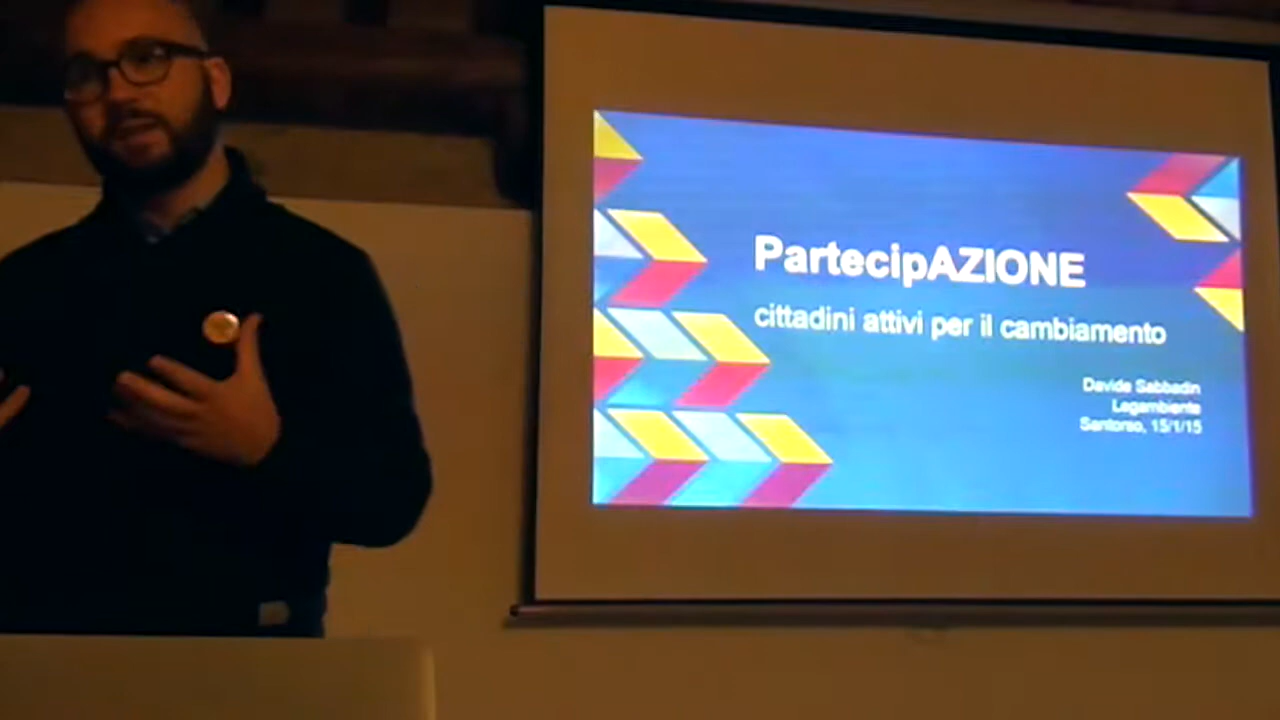 PartecipAZIONE
cittadini attivi per il cambiamento
Davide Sabbadin
Legambiente
Santorso, 15/1/15